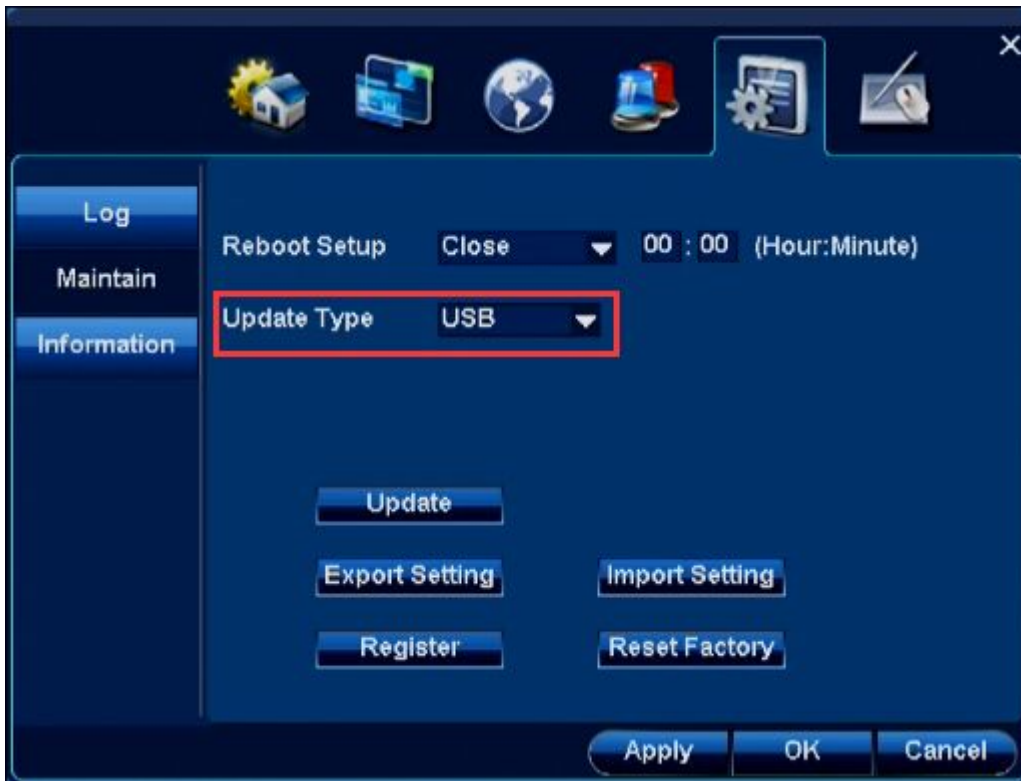 Log
Maintain
Information
Reboot Setup Close 00 : 00 (Hour:Minute)
Update Type USB
Update
Export Setting Import Setting
Register Reset Factory
Apply OK Cancel